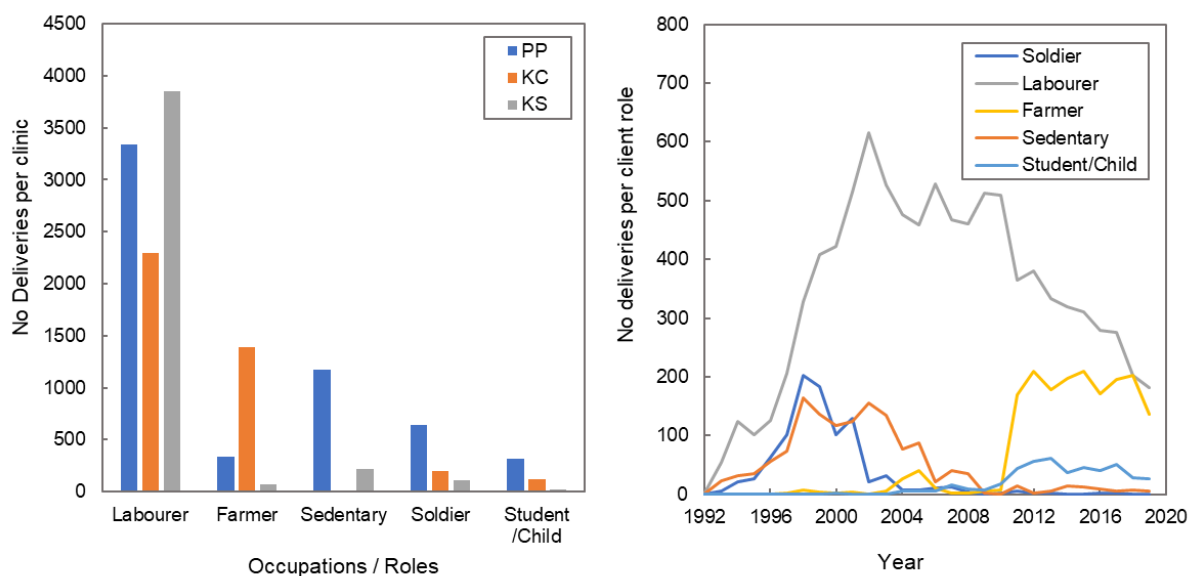 4500
4000
3500
3000
2500
2000
1500
1000
500
0
No Deliveries per clinic
PP
KC
KS
Labourer
Farmer
Sedentary
Soldier
Student
/Child
Occupations / Roles
800
700
600
500
400
300
200
100
0
No deliveries per client role
Soldier
Labourer
Farmer
Sedentary
Student/Child
1992
1996
2000
2004
2008
2012
2016
2020
Year